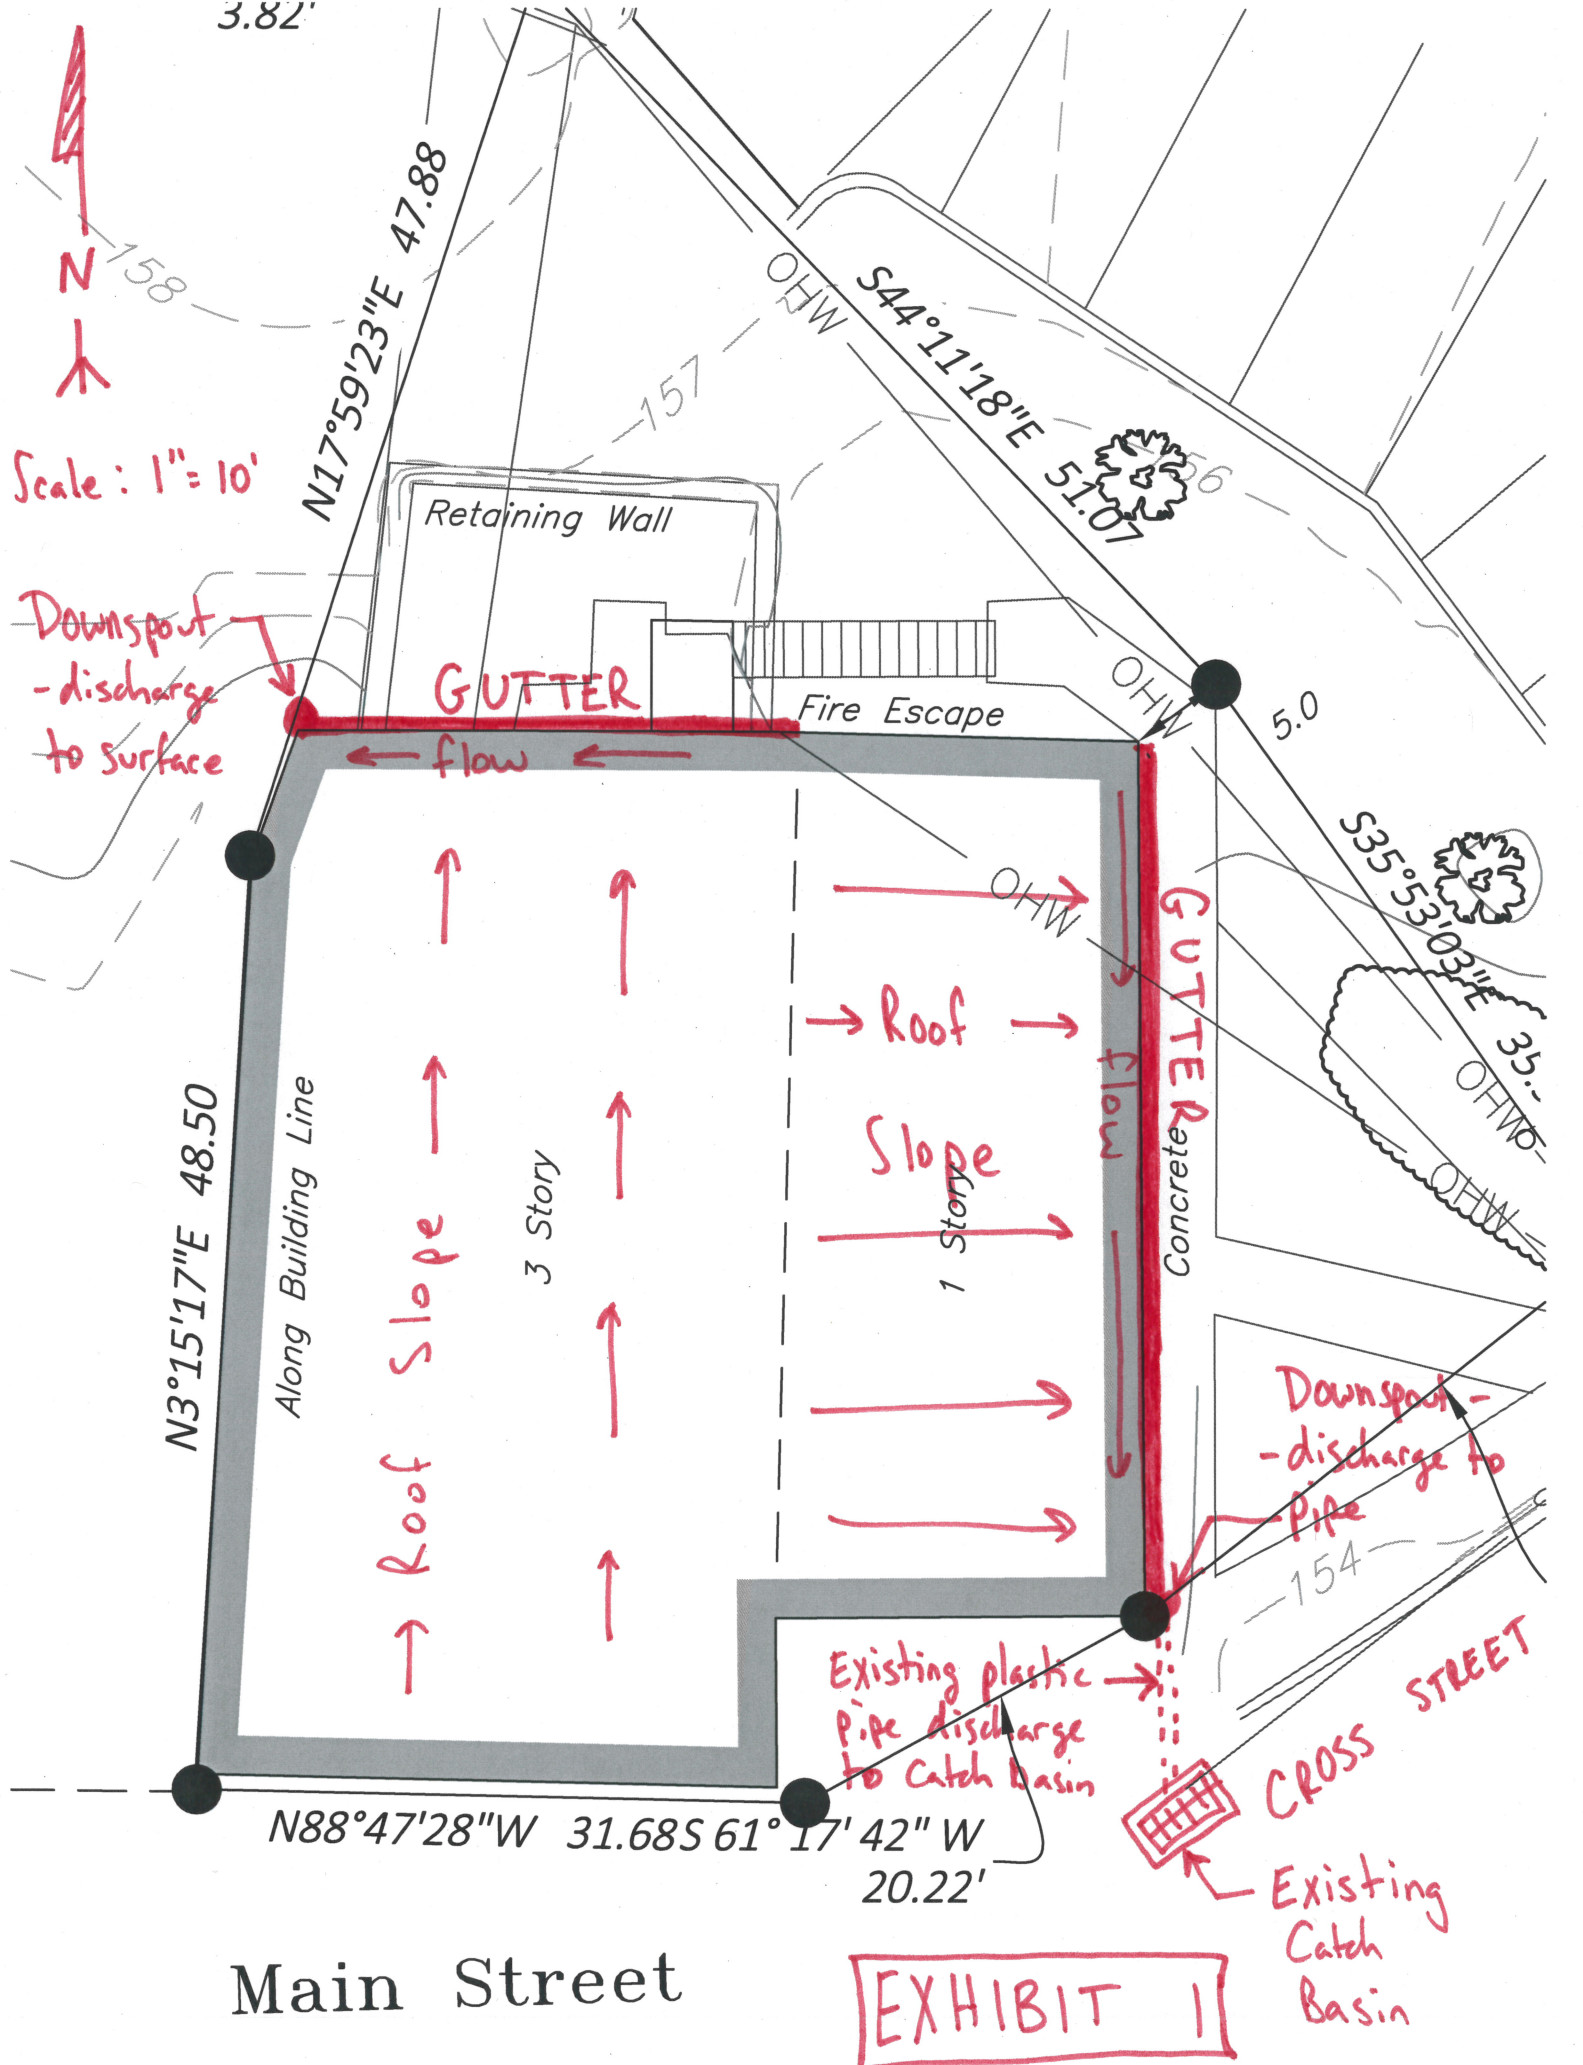 3.82'
N
Scale: 1"=10'
158
N17°59'23"E 47.88
157
OHW
S44°11'18"E 51.07
156
Retaining Wall
Downspout
-discharge
to surface
GUTTER
Fire Escape
OHW
5.0
flow
S35°53'03"E 35.
OHW
GUTTER
Roof
flow
Slope
OHW
Along Building Line
N3°15'17"E 48.50
Roof Slope
3 Story
1 Story
Concrete
OHW
Downspout-
-discharge to
pipe
154
Existing plastic
pipe discharge
to Catch Basin
CROSS STREET
N88°47'28"W 31.68
S 61° 17' 42" W
20.22'
Existing
Catch
Basin
Main Street
EXHIBIT 1